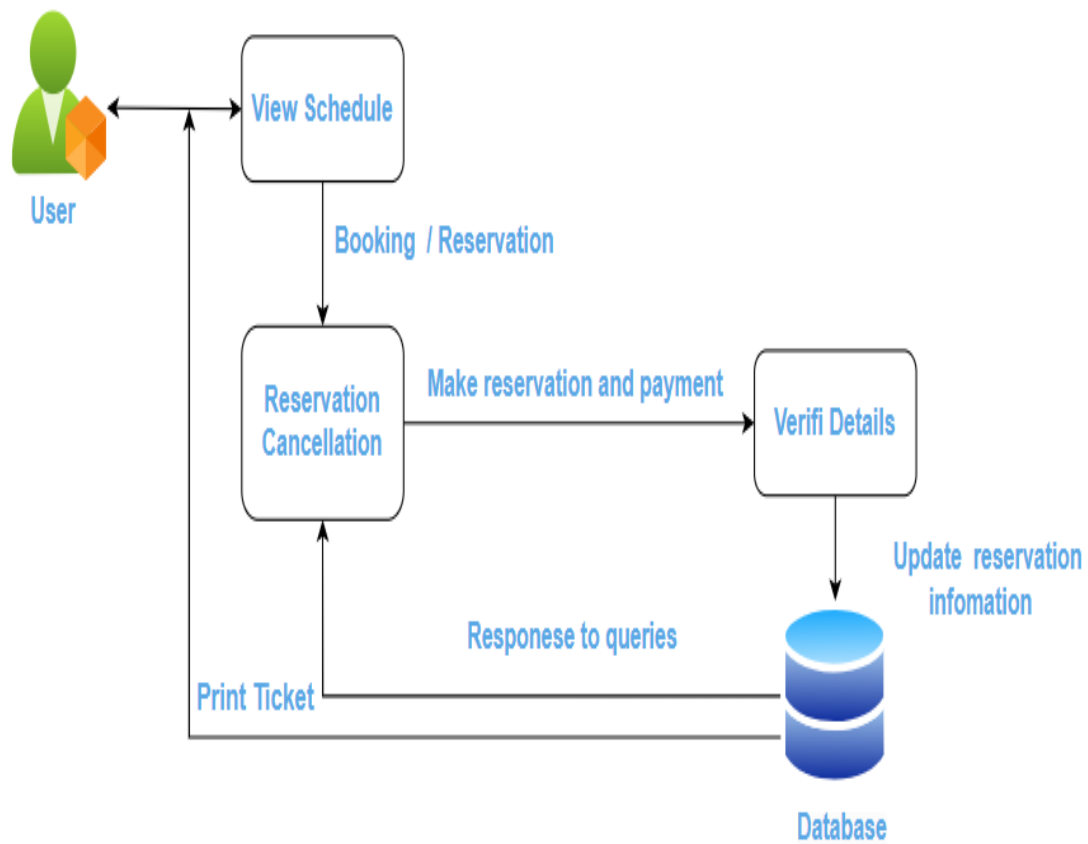 View Schedule
User
Booking / Reservation
Make reservation and payment
Reservation
Cancellation
Verifi Details
Update reservation
infomation
Responese to queries
Print Ticket
Database